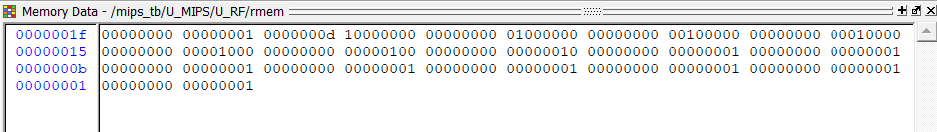 Memory Data - /mips_tb/U_MIPS/U_RF/rmem
0000001f 00000000 00000001 0000000d 10000000 00000000 01000000 00000000 00100000 00000000 00010000
00000015 00000000 00001000 00000000 00000100 00000000 00000010 00000000 00000001 00000000 00000001
0000000b 00000000 00000001 00000000 00000001 00000000 00000001 00000000 00000001 00000000 00000001
00000001 00000000 00000001